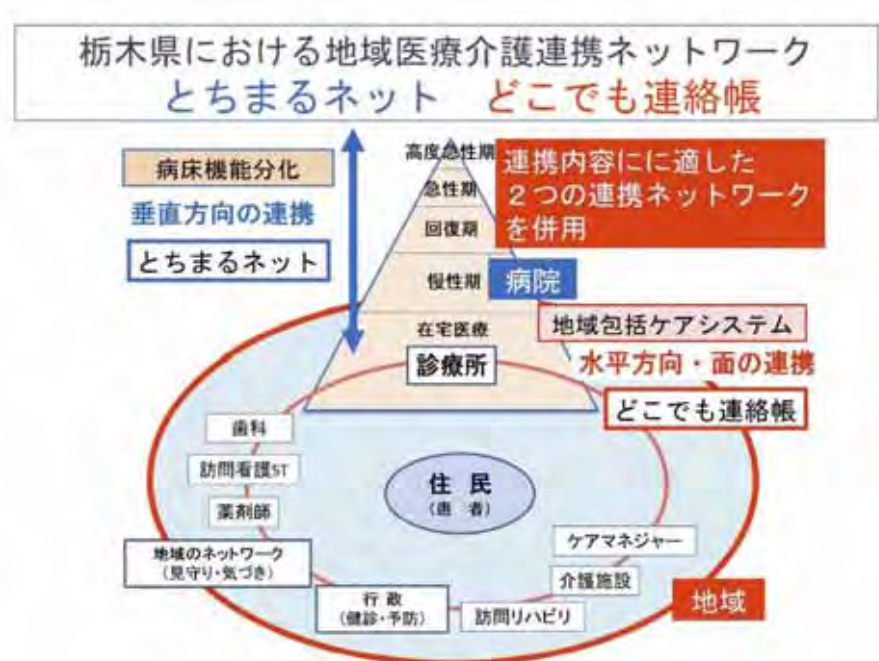 栃木県における地域医療介護連携ネットワーク
とちまるネット　どこでも連絡帳
病床機能分化
垂直方向の連携
とちまるネット
高度急性期
急性期
回復期
慢性期
在宅医療
診療所
連携内容にに適した
２つの連携ネットワーク
を併用
病院
地域包括ケアシステム
水平方向・面の連携
どこでも連絡帳
歯科
訪問看護ST
薬剤師
地域のネットワーク
(見守り・気づき)
行 政
(健診・予防)
訪問リハビリ
住 民
(患 者)
ケアマネジャー
介護施設
地域